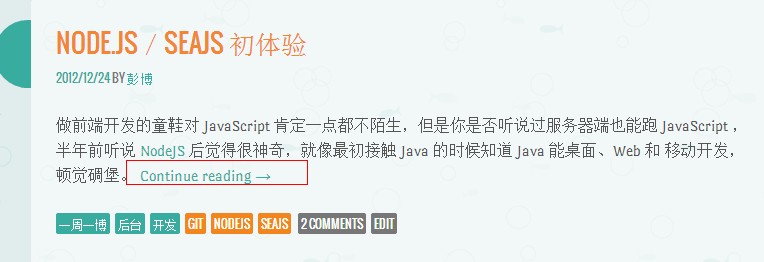 NODE.JS / SEAJS 初体验
2012/12/24 BY 彭博
做前端开发的童鞋对 JavaScript 肯定一点都不陌生，但是你是否听说过服务器端也能跑 JavaScript ，
半年前听说 NodeJS 后觉得很神奇，就像最初接触 Java 的时候知道 Java 能桌面、Web 和 移动开发，
顿觉碉堡。 Continue reading →
一周一博 后台 开发 GIT NODEJS SEAJS 2 COMMENTS EDIT